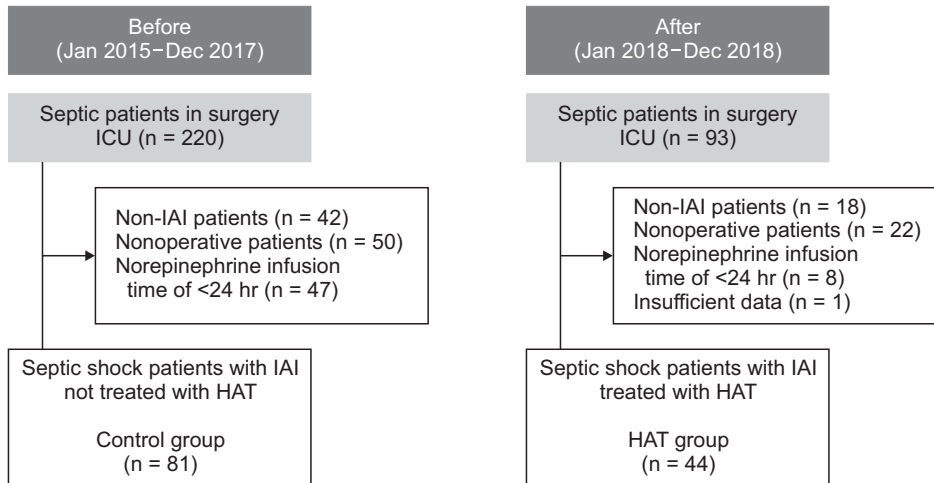 Before
(Jan 2015−Dec 2017)
Septic patients in surgery
ICU (n = 220)
Non-IAI patients (n = 42)
Nonoperative patients (n = 50)
Norepinephrine infusion
time of <24 hr (n = 47)
Septic shock patients with IAI
not treated with HAT
Control group
(n = 81)
After
(Jan 2018−Dec 2018)
Septic patients in surgery
ICU (n = 93)
Non-IAI patients (n = 18)
Nonoperative patients (n = 22)
Norepinephrine infusion
time of <24 hr (n = 8)
Insufficient data (n = 1)
Septic shock patients with IAI
treated with HAT
HAT group
(n = 44)